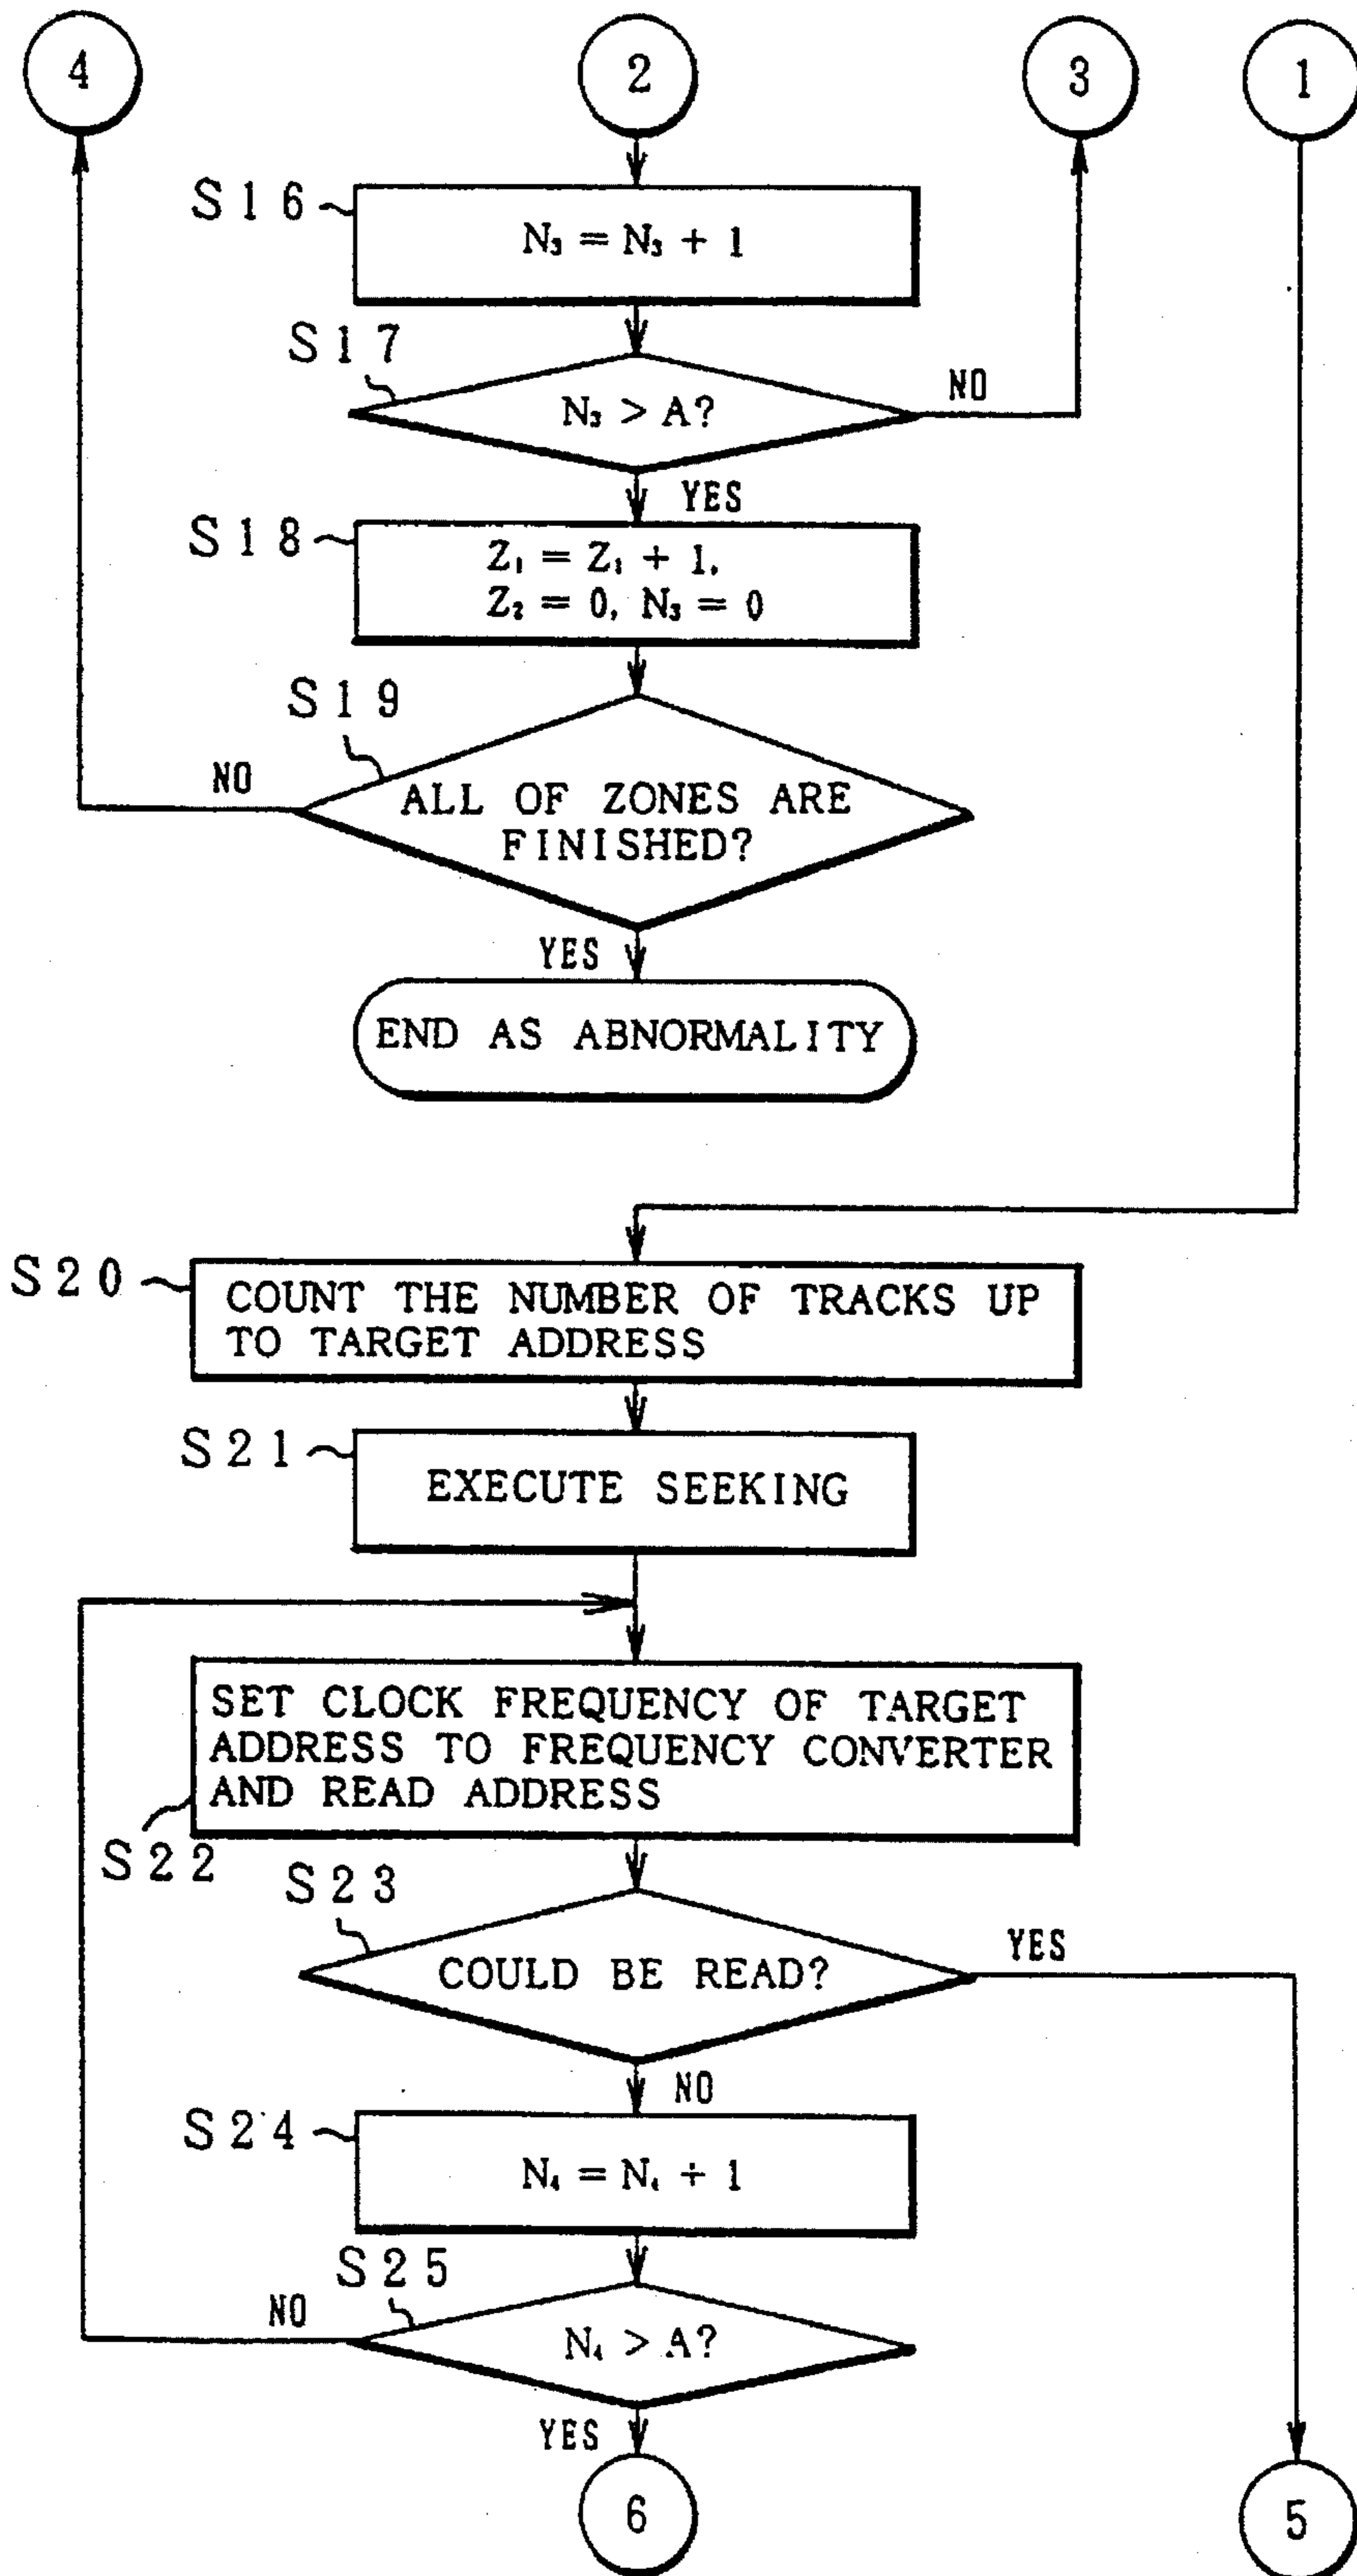 4
2
3
1
S16
N₃ = N₃ + 1
S17
N₃ > A?
NO
YES
S18
Z₁ = Z₁ + 1,
Z₂ = 0, N₃ = 0
S19
NO
ALL OF ZONES ARE
FINISHED?
YES
END AS ABNORMALITY
S20
COUNT THE NUMBER OF TRACKS UP
TO TARGET ADDRESS
S21
EXECUTE SEEKING
SET CLOCK FREQUENCY OF TARGET
ADDRESS TO FREQUENCY CONVERTER
AND READ ADDRESS
S22
S23
COULD BE READ?
YES
NO
S24
N₄ = N₄ + 1
S25
NO
N₄ > A?
YES
6
5